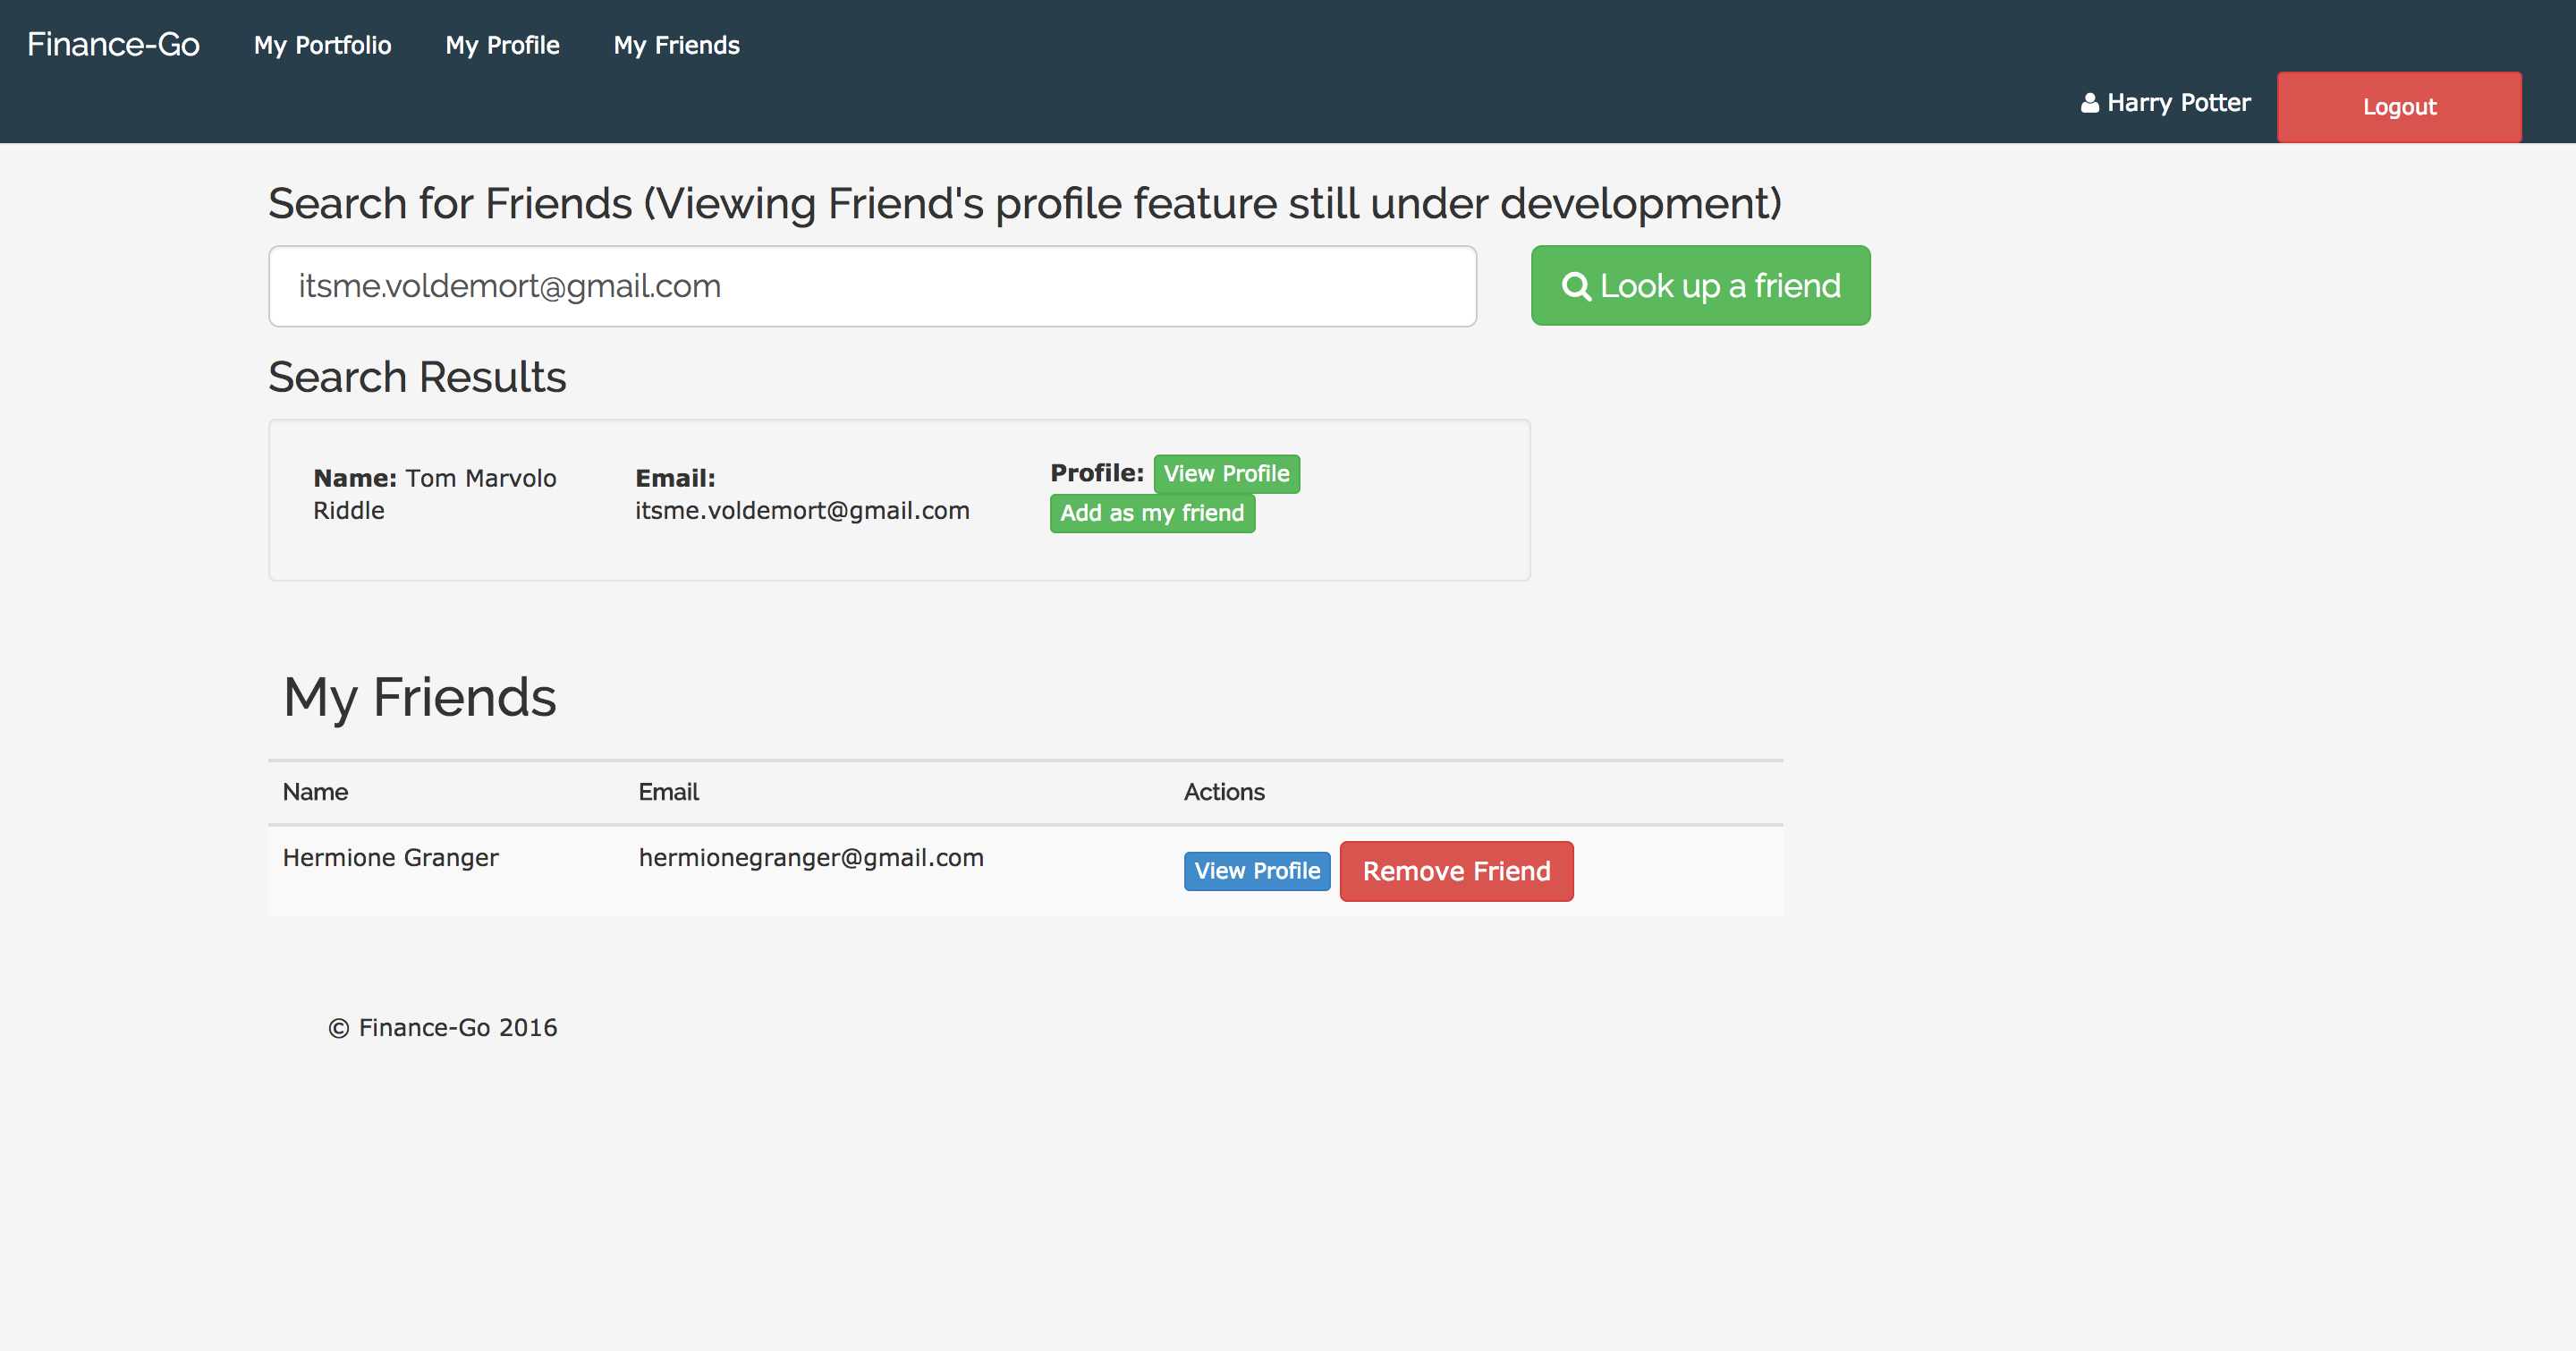 Finance-Go My Portfolio My Profile My Friends
Harry Potter Logout
Search for Friends (Viewing Friend's profile feature still under development)
itsme.voldemort@gmail.com Look up a friend
Search Results
Name: Tom Marvolo Riddle
Email: itsme.voldemort@gmail.com
Profile: View Profile
Add as my friend
My Friends
Name Email Actions
Hermione Granger hermionegranger@gmail.com View Profile Remove Friend
© Finance-Go 2016